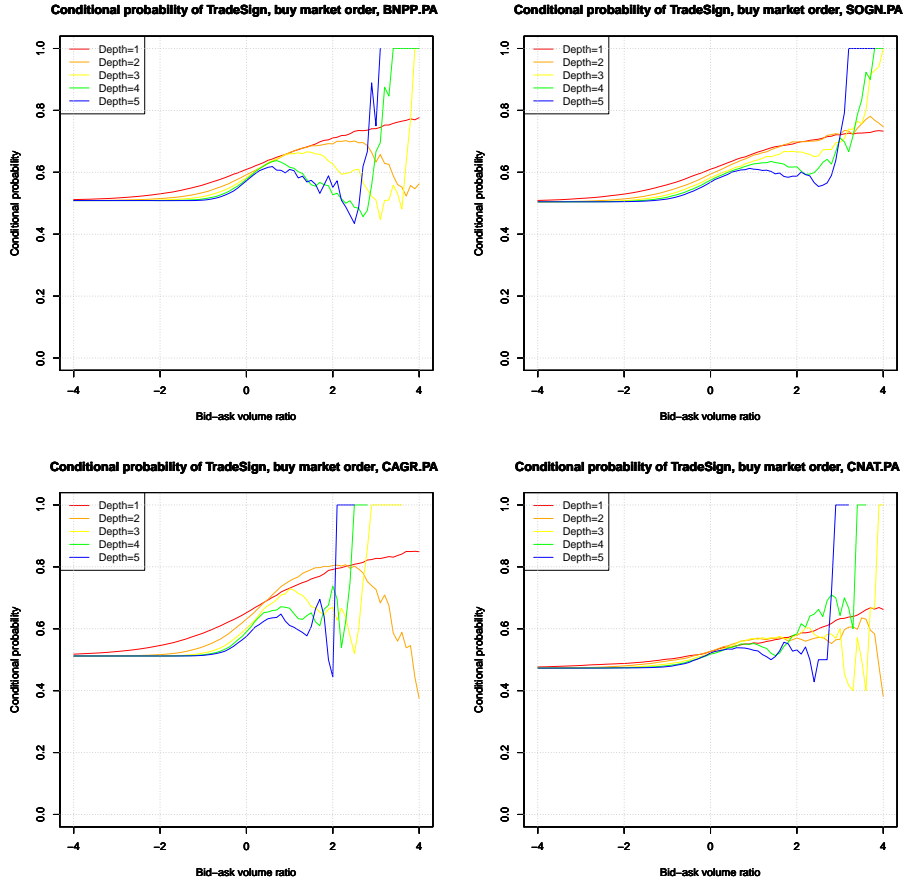 Conditional probability of TradeSign, buy market order, BNPP.PA
Conditional probability
0.0 0.2 0.4 0.6 0.8 1.0
Depth=1
Depth=2
Depth=3
Depth=4
Depth=5
−4 −2 0 2 4
Bid−ask volume ratio
Conditional probability of TradeSign, buy market order, SOGN.PA
Conditional probability
0.0 0.2 0.4 0.6 0.8 1.0
Depth=1
Depth=2
Depth=3
Depth=4
Depth=5
−4 −2 0 2 4
Bid−ask volume ratio
Conditional probability of TradeSign, buy market order, CAGR.PA
Conditional probability
0.0 0.2 0.4 0.6 0.8 1.0
Depth=1
Depth=2
Depth=3
Depth=4
Depth=5
−4 −2 0 2 4
Bid−ask volume ratio
Conditional probability of TradeSign, buy market order, CNAT.PA
Conditional probability
0.0 0.2 0.4 0.6 0.8 1.0
Depth=1
Depth=2
Depth=3
Depth=4
Depth=5
−4 −2 0 2 4
Bid−ask volume ratio